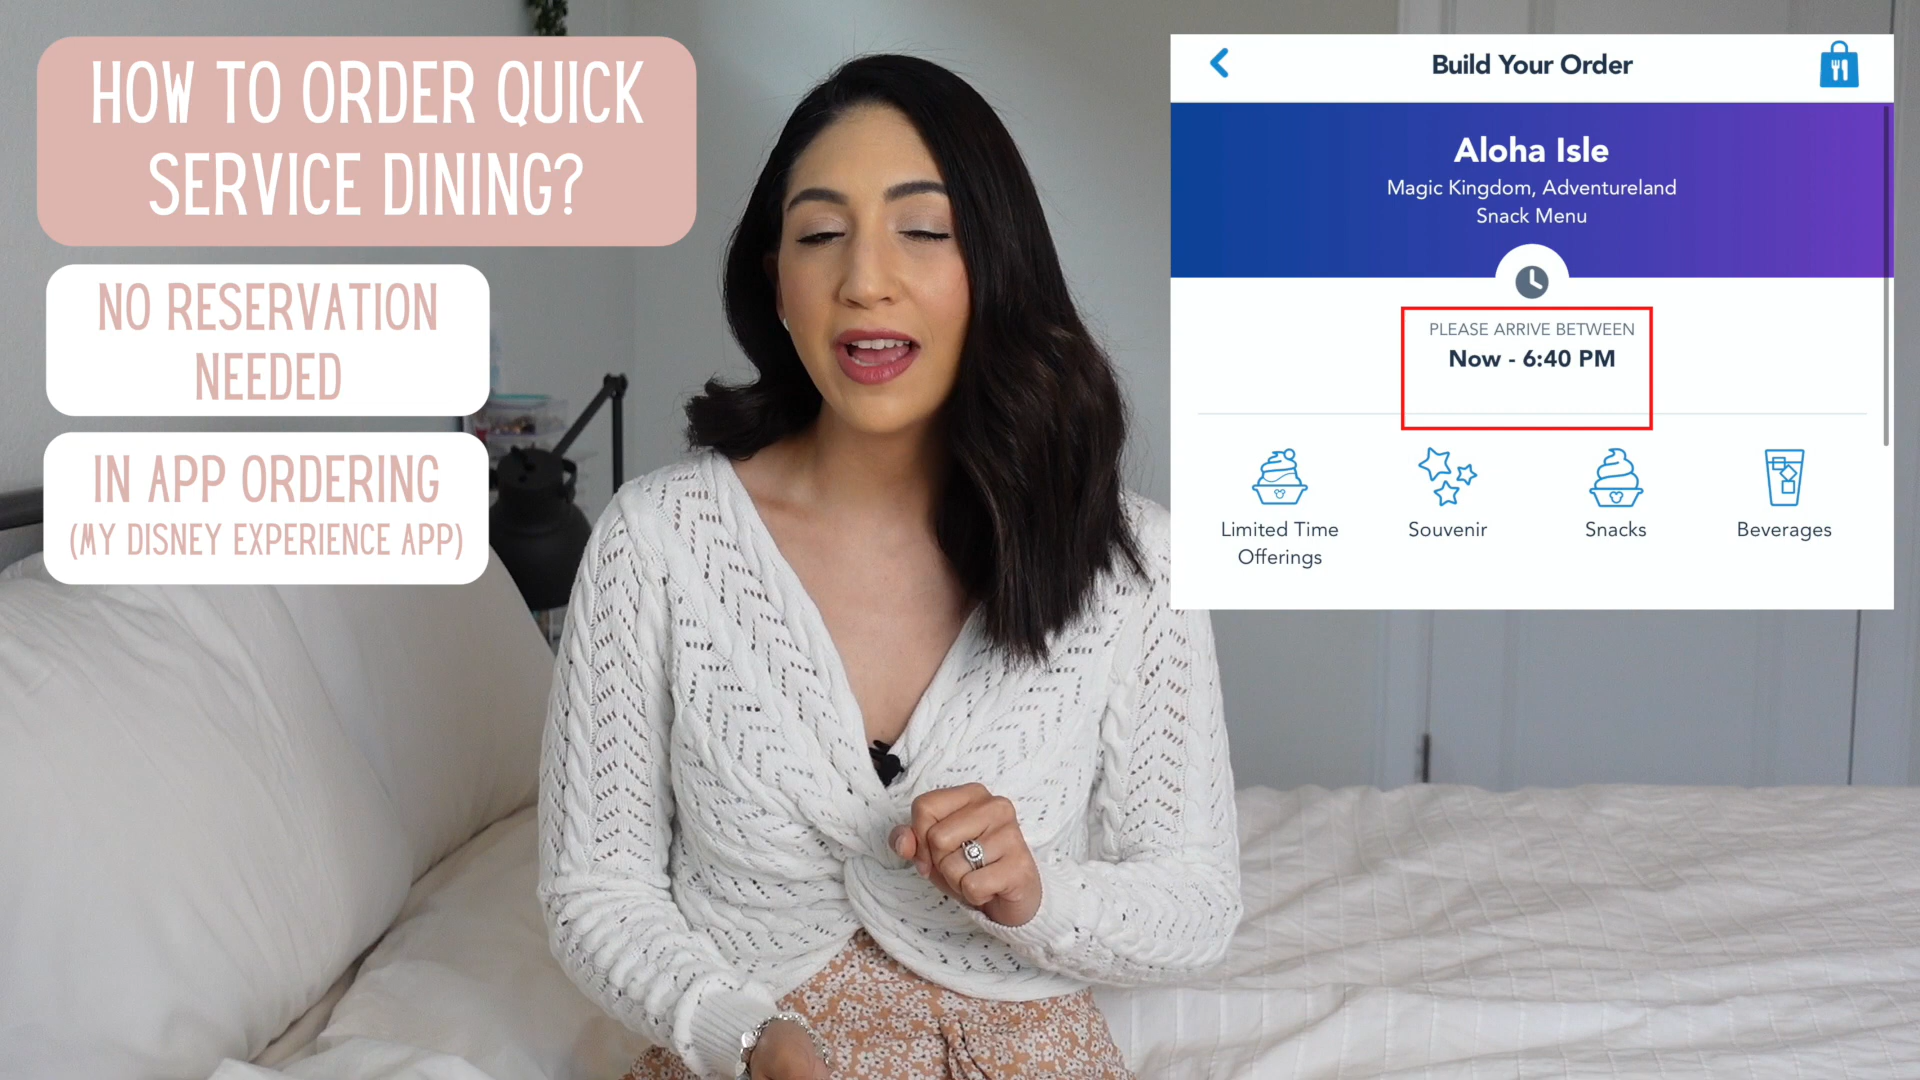 HOW TO ORDER QUICK
SERVICE DINING?
NO RESERVATION
NEEDED
IN APP ORDERING
(MY DISNEY EXPERIENCE APP)
Build Your Order
Aloha Isle
Magic Kingdom, Adventureland
Snack Menu
PLEASE ARRIVE BETWEEN
Now - 6:40 PM
Limited Time
Offerings
Souvenir
Snacks
Beverages